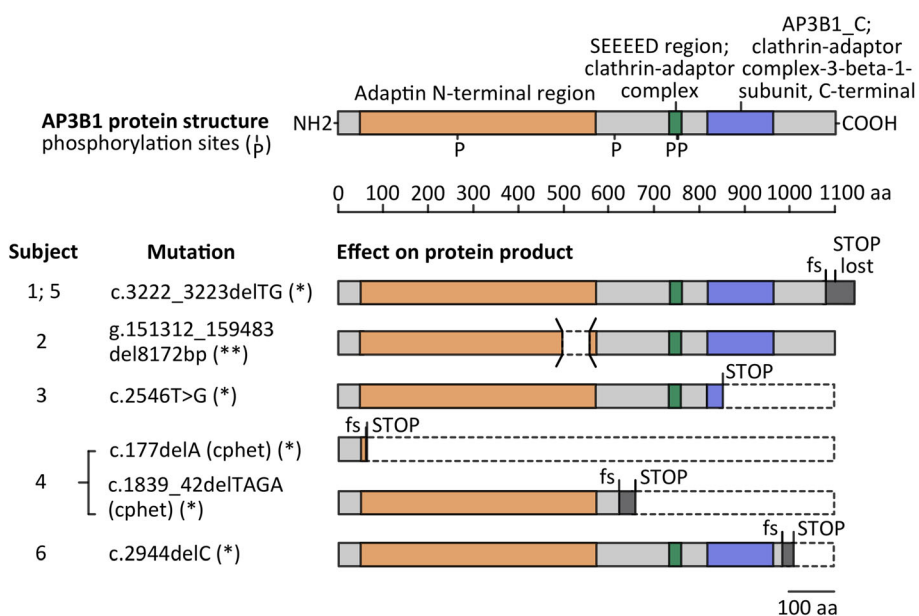 AP3B1_C;
SEEEED region; clathrin-adaptor
clathrin-adaptor complex-3-beta-1-
Adaptin N-terminal region complex subunit, C-terminal
AP3B1 protein structure NH2 COOH
phosphorylation sites (P)
P P PP
0 100 200 300 400 500 600 700 800 900 1000 1100 aa
Subject Mutation Effect on protein product
STOP
fs lost
1; 5 c.3222_3223delTG (*)
2 g.151312_159483
del8172bp (**)
STOP
3 c.2546T>G (*)
fs STOP
c.177delA (cphet) (*)
4
fs STOP
c.1839_42delTAGA
(cphet) (*)
fs STOP
6 c.2944delC (*)
100 aa